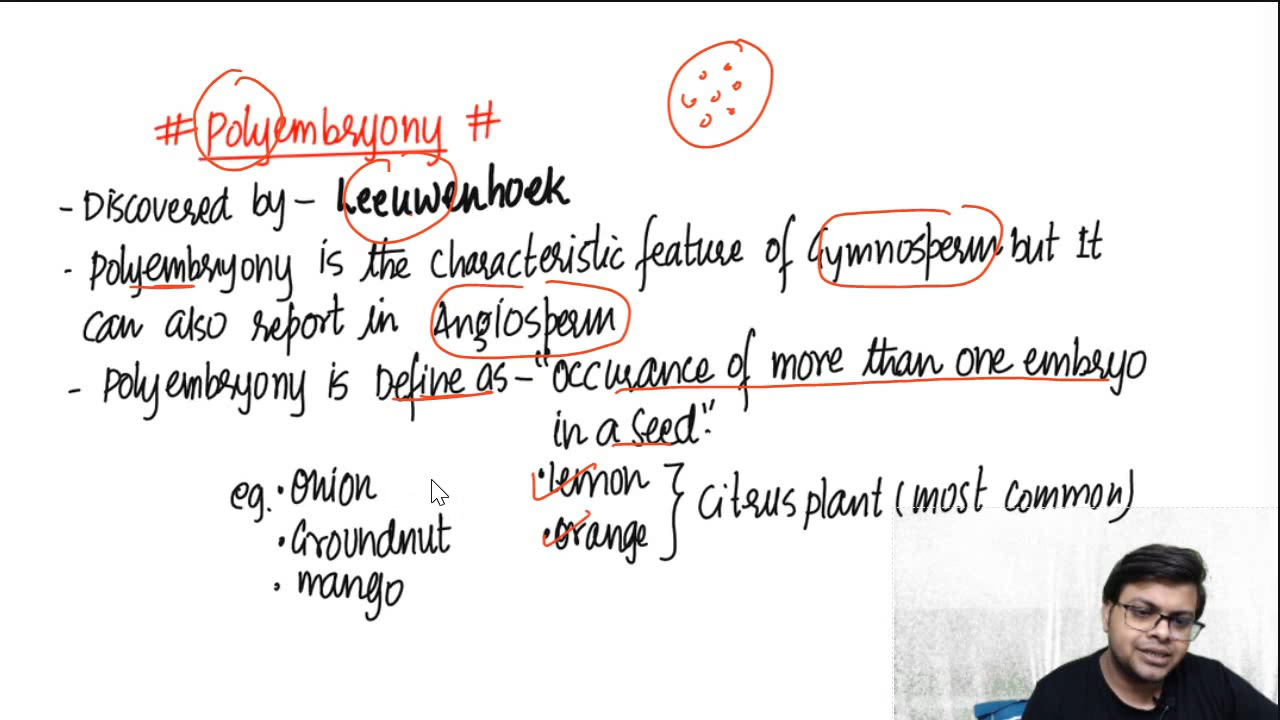 # Polyembryony #
- Discovered by - Leeuwenhoek
- Polyembryony is the characteristic feature of Gymnosperm but It
can also report in Angiosperm
- Polyembryony is Define as - "occurance of more than one embryo
in a seed".
eg. • Onion • lemon } Citrus plant (most common)
• Groundnut • orange
• mango